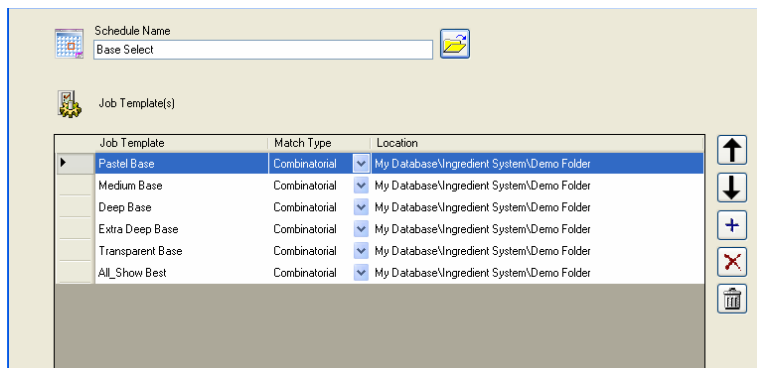 Schedule Name
Base Select
Job Template(s)
Job Template Match Type Location
Pastel Base Combinatorial My Database\Ingredient System\Demo Folder
Medium Base Combinatorial My Database\Ingredient System\Demo Folder
Deep Base Combinatorial My Database\Ingredient System\Demo Folder
Extra Deep Base Combinatorial My Database\Ingredient System\Demo Folder
Transparent Base Combinatorial My Database\Ingredient System\Demo Folder
All_Show Best Combinatorial My Database\Ingredient System\Demo Folder